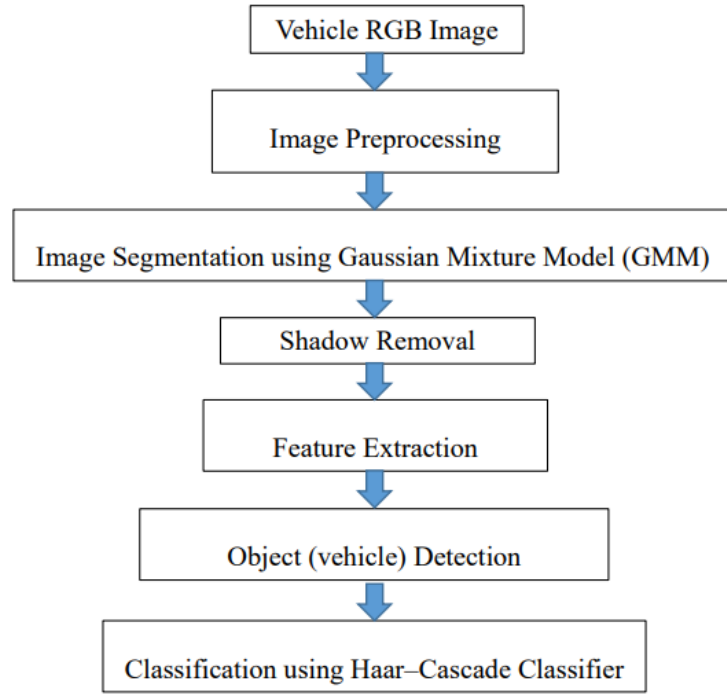 Vehicle RGB Image
Image Preprocessing
Image Segmentation using Gaussian Mixture Model (GMM)
Shadow Removal
Feature Extraction
Object (vehicle) Detection
Classification using Haar–Cascade Classifier